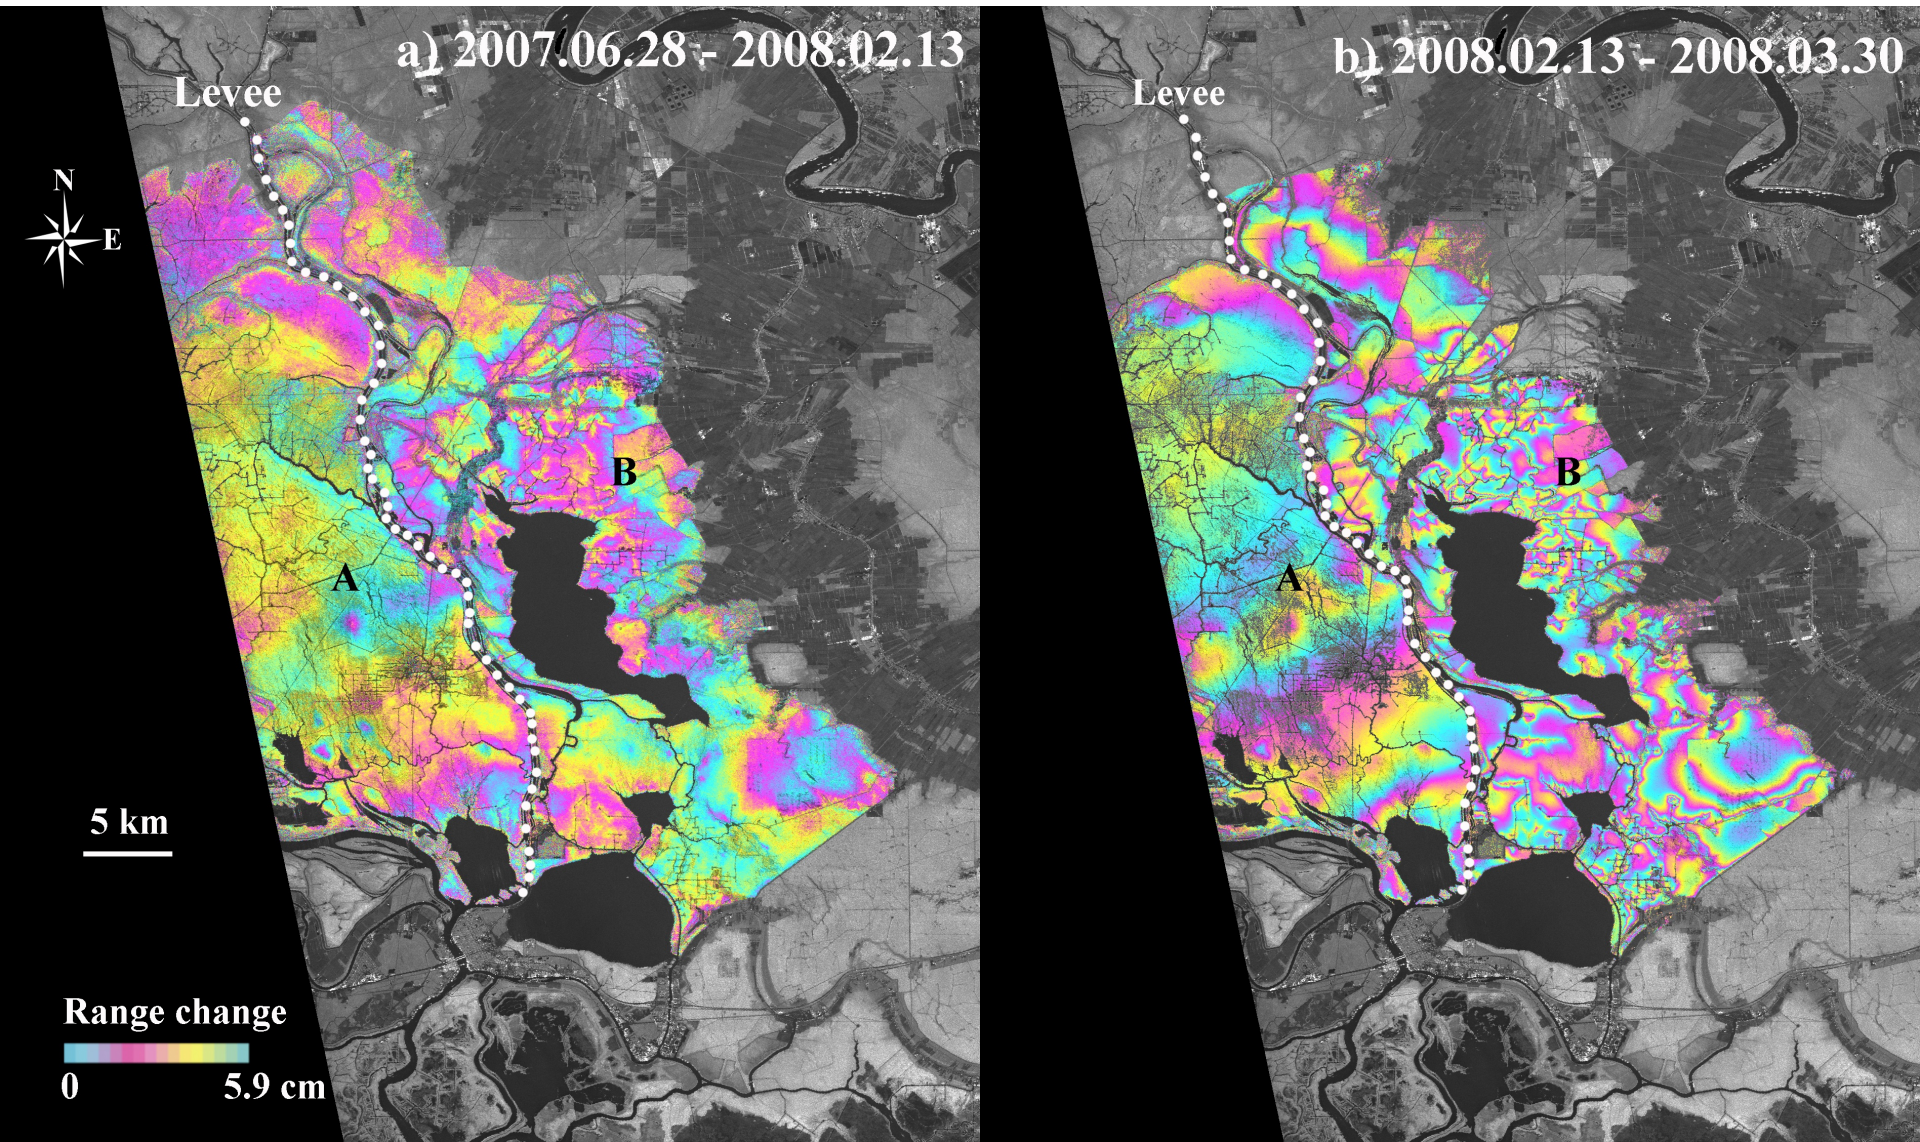 a) 2007.06.28 - 2008.02.13
b) 2008.02.13 - 2008.03.30
Levee
Levee
N
E
B
B
A
A
5 km
Range change
0 5.9 cm